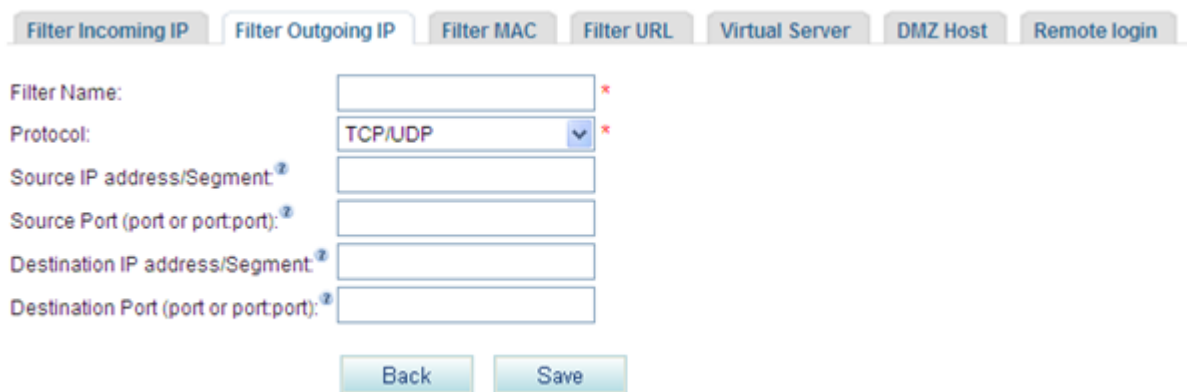 Filter Incoming IP Filter Outgoing IP Filter MAC Filter URL Virtual Server DMZ Host Remote login
Filter Name: *
Protocol: TCP/UDP *
Source IP address/Segment: ?
Source Port (port or port:port): ?
Destination IP address/Segment: ?
Destination Port (port or port:port): ?
Back Save